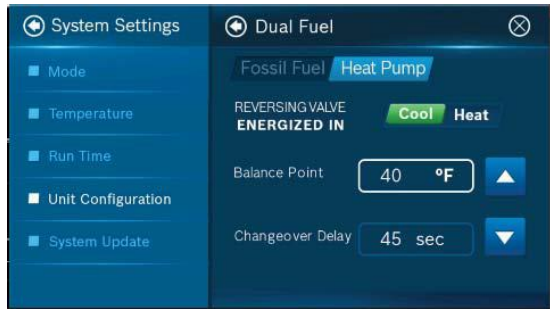 System Settings
Mode
Temperature
Run Time
Unit Configuration
System Update
Dual Fuel
Fossil Fuel Heat Pump
REVERSING VALVE
ENERGIZED IN
Cool Heat
Balance Point
40 ºF
Changeover Delay
45 sec